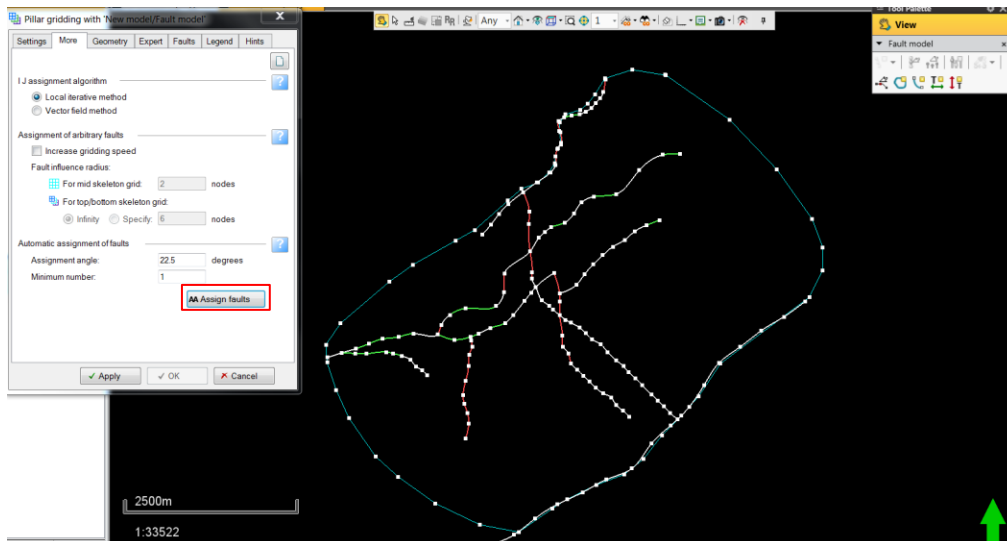 Pillar gridding with 'New model/Fault model'
X
Any
1
Tool Palette
View
Fault model
x
Settings More Geometry Expert Faults Legend Hints
I J assignment algorithm
?
Local iterative method
Vector field method
Assignment of arbitrary faults
?
Increase gridding speed
Fault influence radius:
For mid skeleton grid: 2 nodes
For top/bottom skeleton grid:
Infinity Specify: 6 nodes
Automatic assignment of faults
?
Assignment angle: 22.5 degrees
Minimum number: 1
AA Assign faults
✓ Apply ✓ OK ✗ Cancel
2500m
1:33522